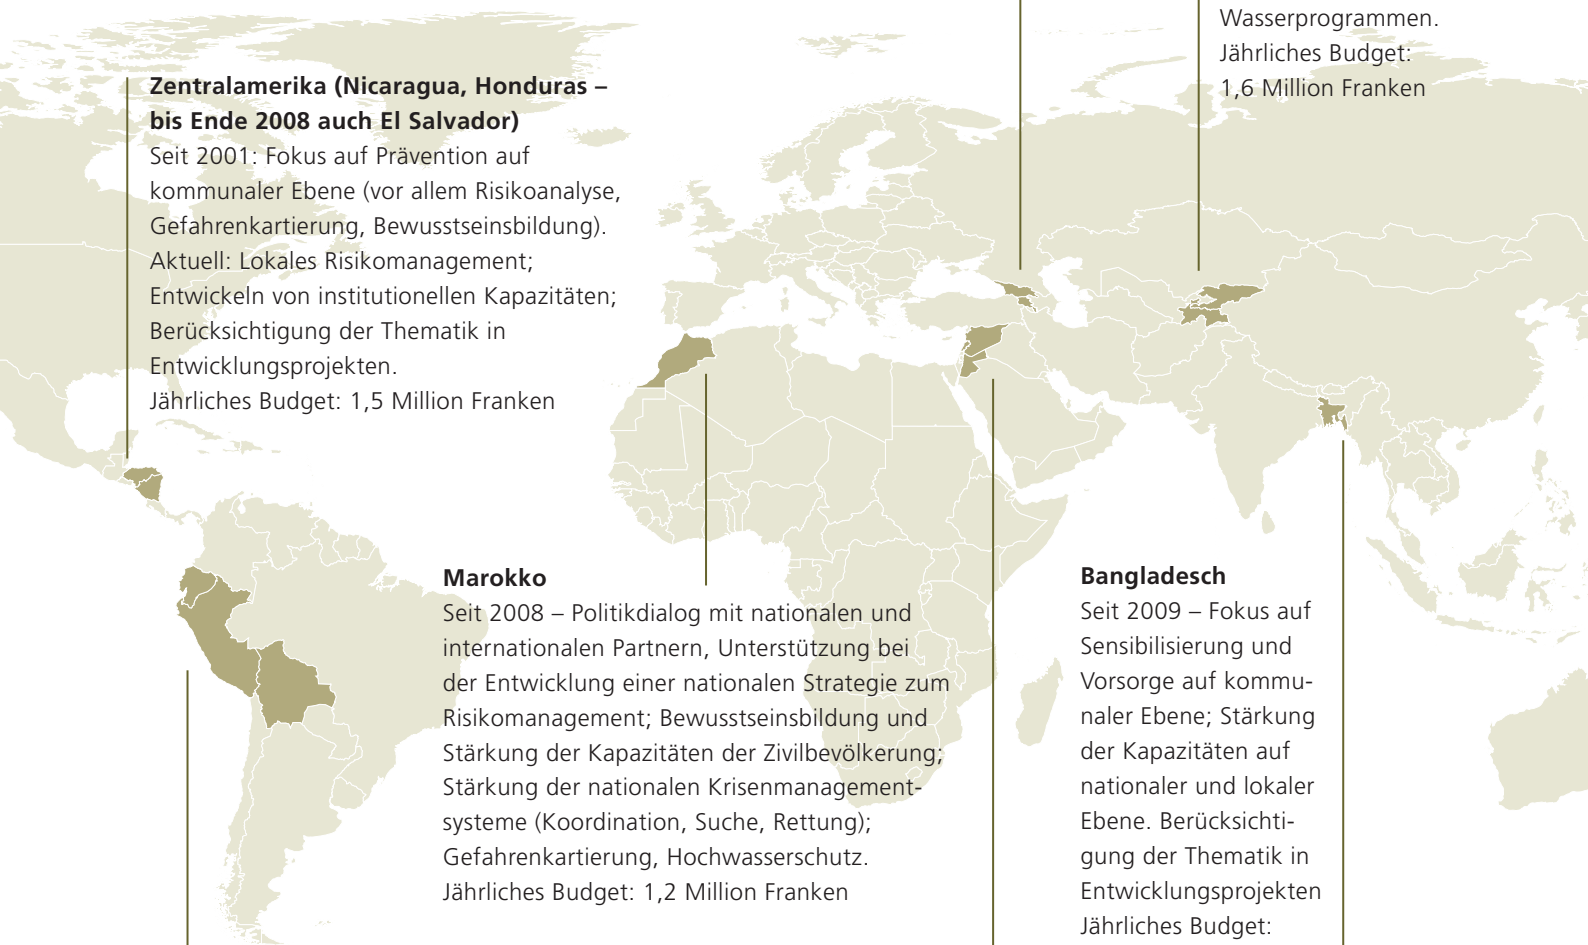 Wasserprogrammen.
Jährliches Budget:
1,6 Million Franken
Zentralamerika (Nicaragua, Honduras –
bis Ende 2008 auch El Salvador)
Seit 2001: Fokus auf Prävention auf
kommunaler Ebene (vor allem Risikoanalyse,
Gefahrenkartierung, Bewusstseinsbildung).
Aktuell: Lokales Risikomanagement;
Entwickeln von institutionellen Kapazitäten;
Berücksichtigung der Thematik in
Entwicklungsprojekten.
Jährliches Budget: 1,5 Million Franken
Marokko
Seit 2008 – Politikdialog mit nationalen und
internationalen Partnern, Unterstützung bei
der Entwicklung einer nationalen Strategie zum
Risikomanagement; Bewusstseinsbildung und
Stärkung der Kapazitäten der Zivilbevölkerung;
Stärkung der nationalen Krisenmanagement-
systeme (Koordination, Suche, Rettung);
Gefahrenkartierung, Hochwasserschutz.
Jährliches Budget: 1,2 Million Franken
Bangladesch
Seit 2009 – Fokus auf
Sensibilisierung und
Vorsorge auf kommu-
naler Ebene; Stärkung
der Kapazitäten auf
nationaler und lokaler
Ebene. Berücksichti-
gung der Thematik in
Entwicklungsprojekten
Jährliches Budget: